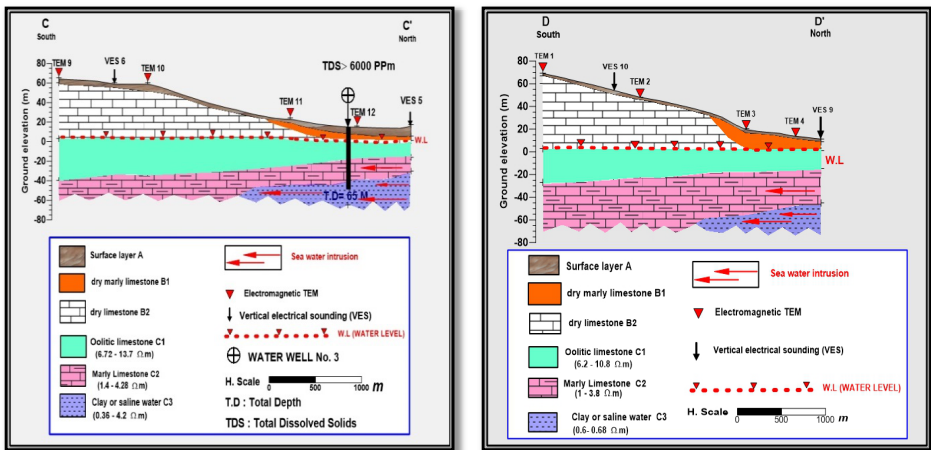 C
South
C'
North
TEM 9
VES 6
TEM 10
TDS> 6000 PPm
TEM 11
TEM 12
VES 5
Ground elevation (m)
80
60
40
20
0
-20
-40
-60
-80
W.L
T.D= 65 M
Surface layer A
dry marly limestone B1
dry limestone B2
Oolitic limestone C1
(6.72 - 13.7 Ω m)
Marly Limestone C2
(1.4 - 4.28 Ω m)
Clay or saline water C3
(0.36 - 4.2 Ω m)
Sea water intrusion
Electromagnetic TEM
Vertical electrical sounding (VES)
W.L (WATER LEVEL)
WATER WELL No. 3
H. Scale
0 500 1000 m
T.D : Total Depth
TDS : Total Dissolved Solids
D
South
D'
North
TEM 1
VES 10
TEM 2
TEM 3
TEM 4
VES 9
Ground elevation (m)
80
60
40
20
0
-20
-40
-60
-80
W.L
Surface layer A
dry marly limestone B1
dry limestone B2
Oolitic limestone C1
(6.2 - 10.8 Ω m)
Marly Limestone C2
(1 - 3.8 Ω m)
Clay or saline water C3
(0.6- 0.68 Ω m)
Sea water intrusion
Electromagnetic TEM
Vertical electrical sounding (VES)
W.L (WATER LEVEL)
H. Scale
0 500 1000 m